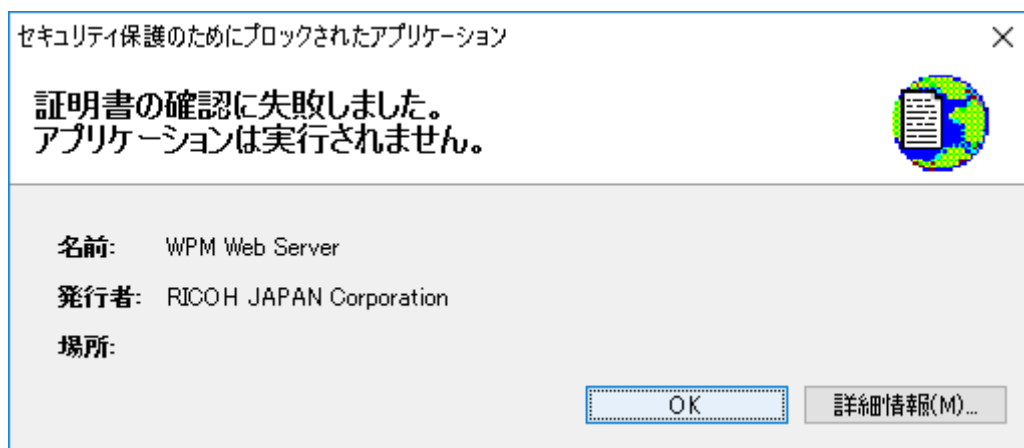 セキュリティ保護のためにブロックされたアプリケーション
証明書の確認に失敗しました。
アプリケーションは実行されません。
名前: WPM Web Server
発行者: RICOH JAPAN Corporation
場所:
OK 詳細情報(M)...